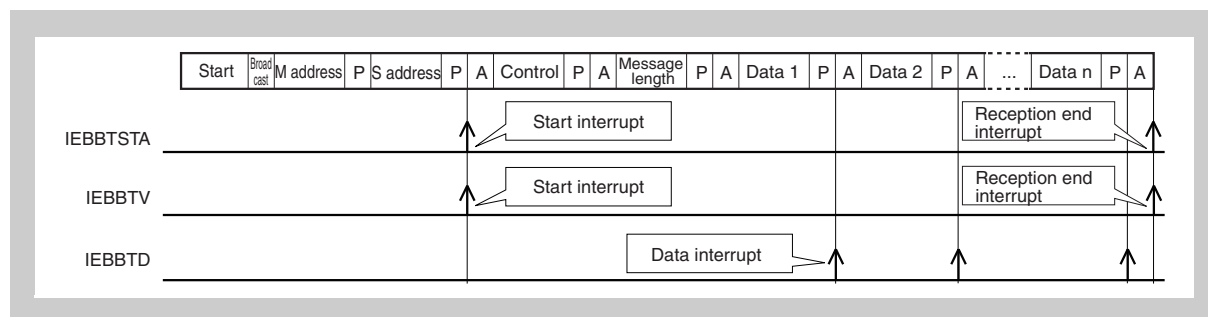 Start Broad cast M address P S address P A Control P A Message length P A Data 1 P A Data 2 P A ... Data n P A
IEBBTSTA Start interrupt Reception end interrupt
IEBBTV Start interrupt Reception end interrupt
IEBBTD Data interrupt